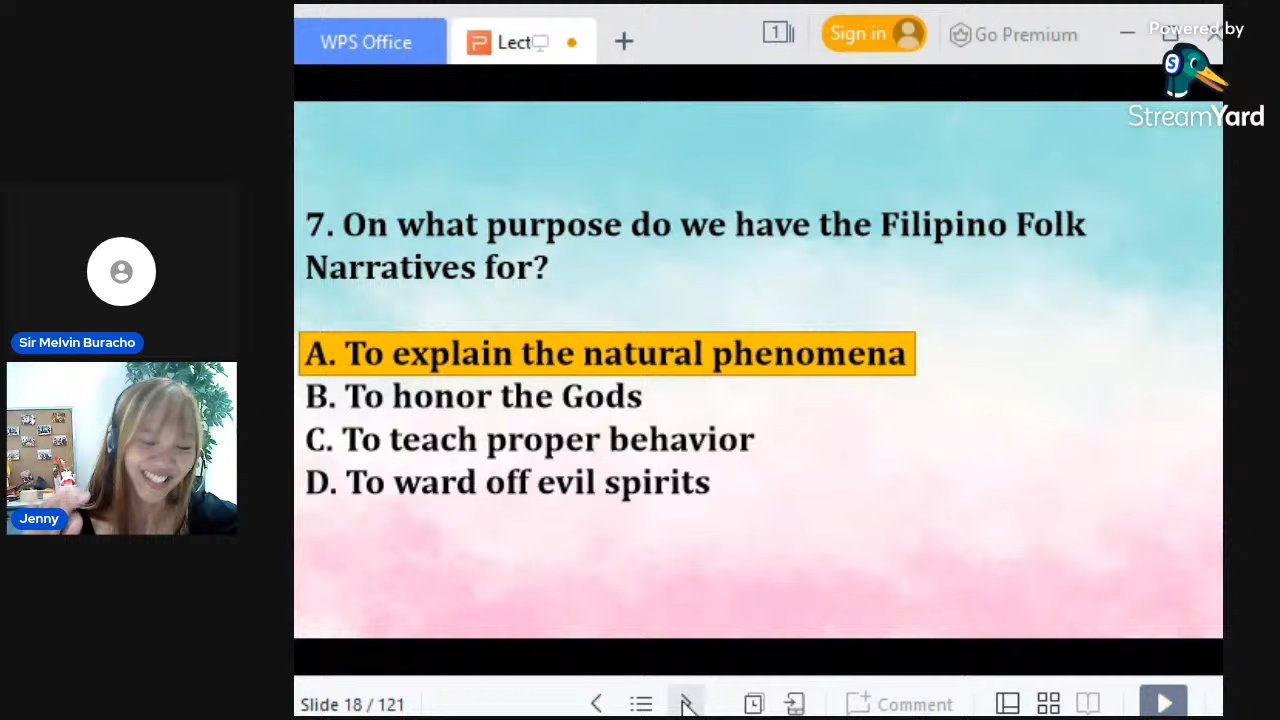 WPS Office
Lect
1
Sign in
Go Premium
Powered by
S
StreamYard
7. On what purpose do we have the Filipino Folk
Narratives for?
A. To explain the natural phenomena
B. To honor the Gods
C. To teach proper behavior
D. To ward off evil spirits
Sir Melvin Buracho
Jenny
Slide 18 / 121
Comment